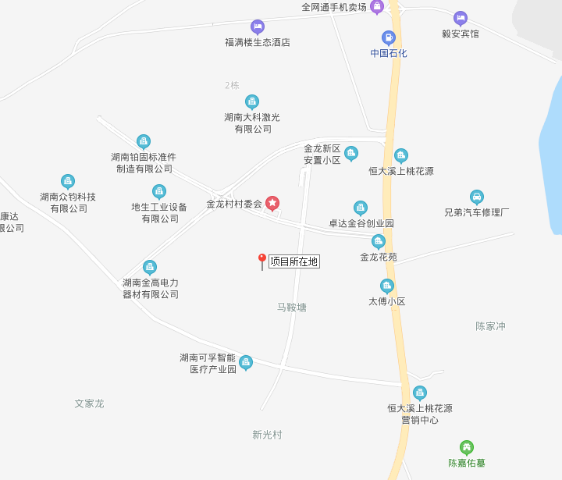 全网通手机卖场
毅安宾馆
福满楼生态酒店
中国石化
2栋
湖南大科激光
有限公司
湖南铂固标准件
制造有限公司
金龙新区
安置小区
恒大溪上桃花源
湖南众钧科技
有限公司
地生工业设备
有限公司
金龙村村委会
卓达金谷创业园
兄弟汽车修理厂
康达
限公司
金龙花苑
项目所在地
湖南金高电力
器材有限公司
马鞍塘
太傅小区
陈家冲
湖南可孚智能
医疗产业园
文家龙
恒大溪上桃花源
营销中心
新光村
陈嘉佑墓